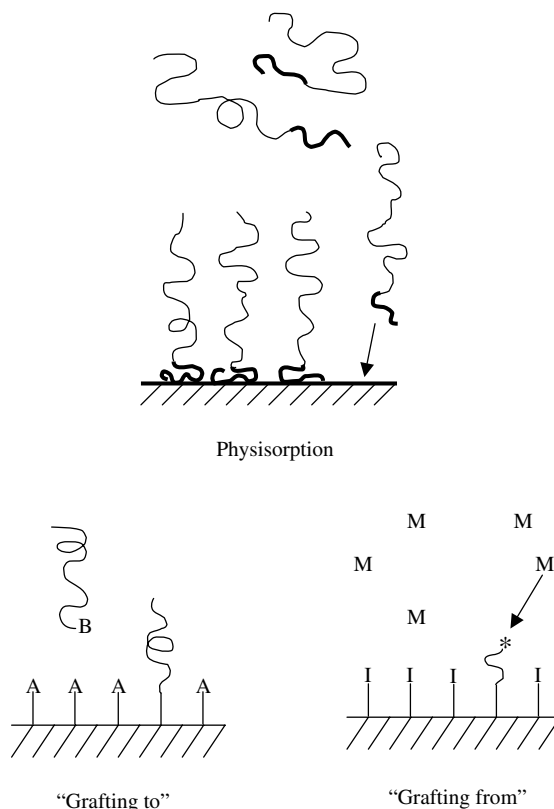 Physisorption
M M
M M
B M
*
A A A A I I I I
“Grafting to” “Grafting from”